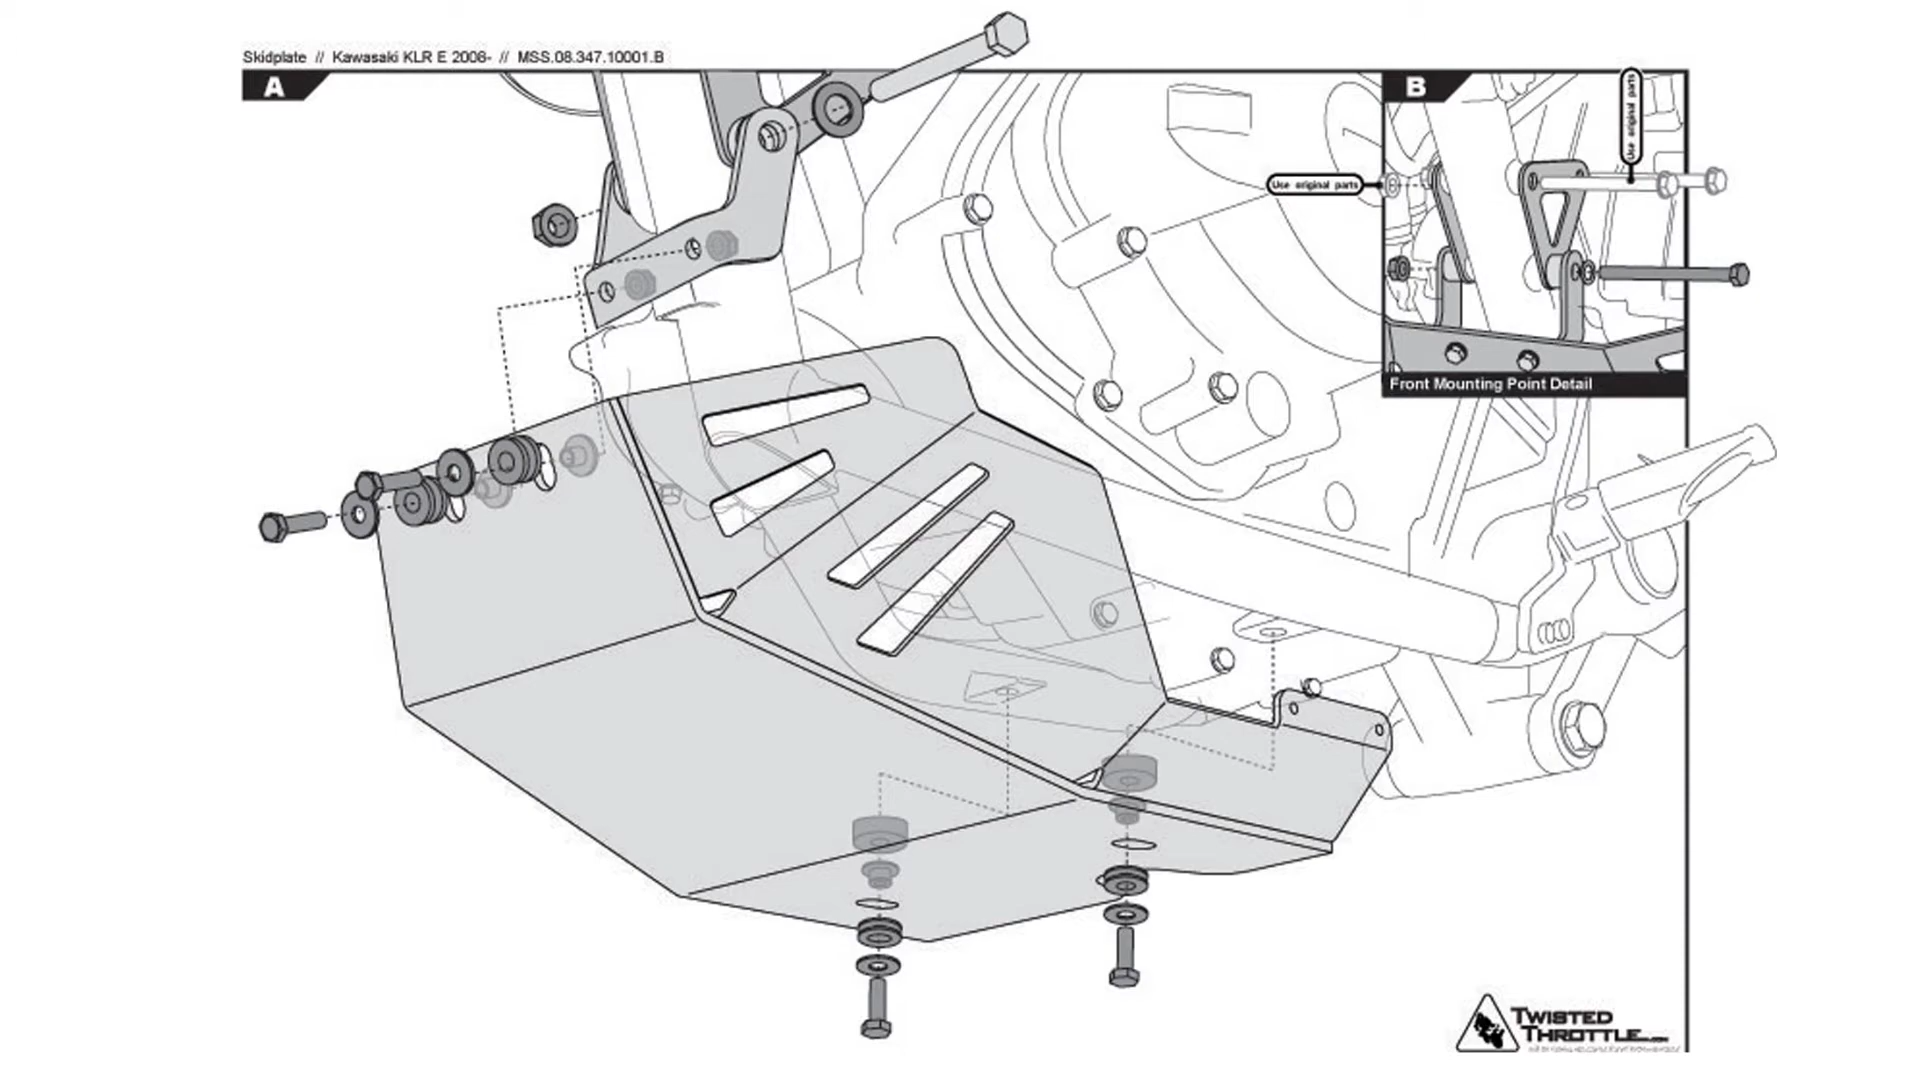 Skidplate // Kawasaki KLR E 2008- // MSS.08.347.10001.B
A
B
Use original parts
Use original parts
Front Mounting Point Detail
TWISTED
THROTTLE.com